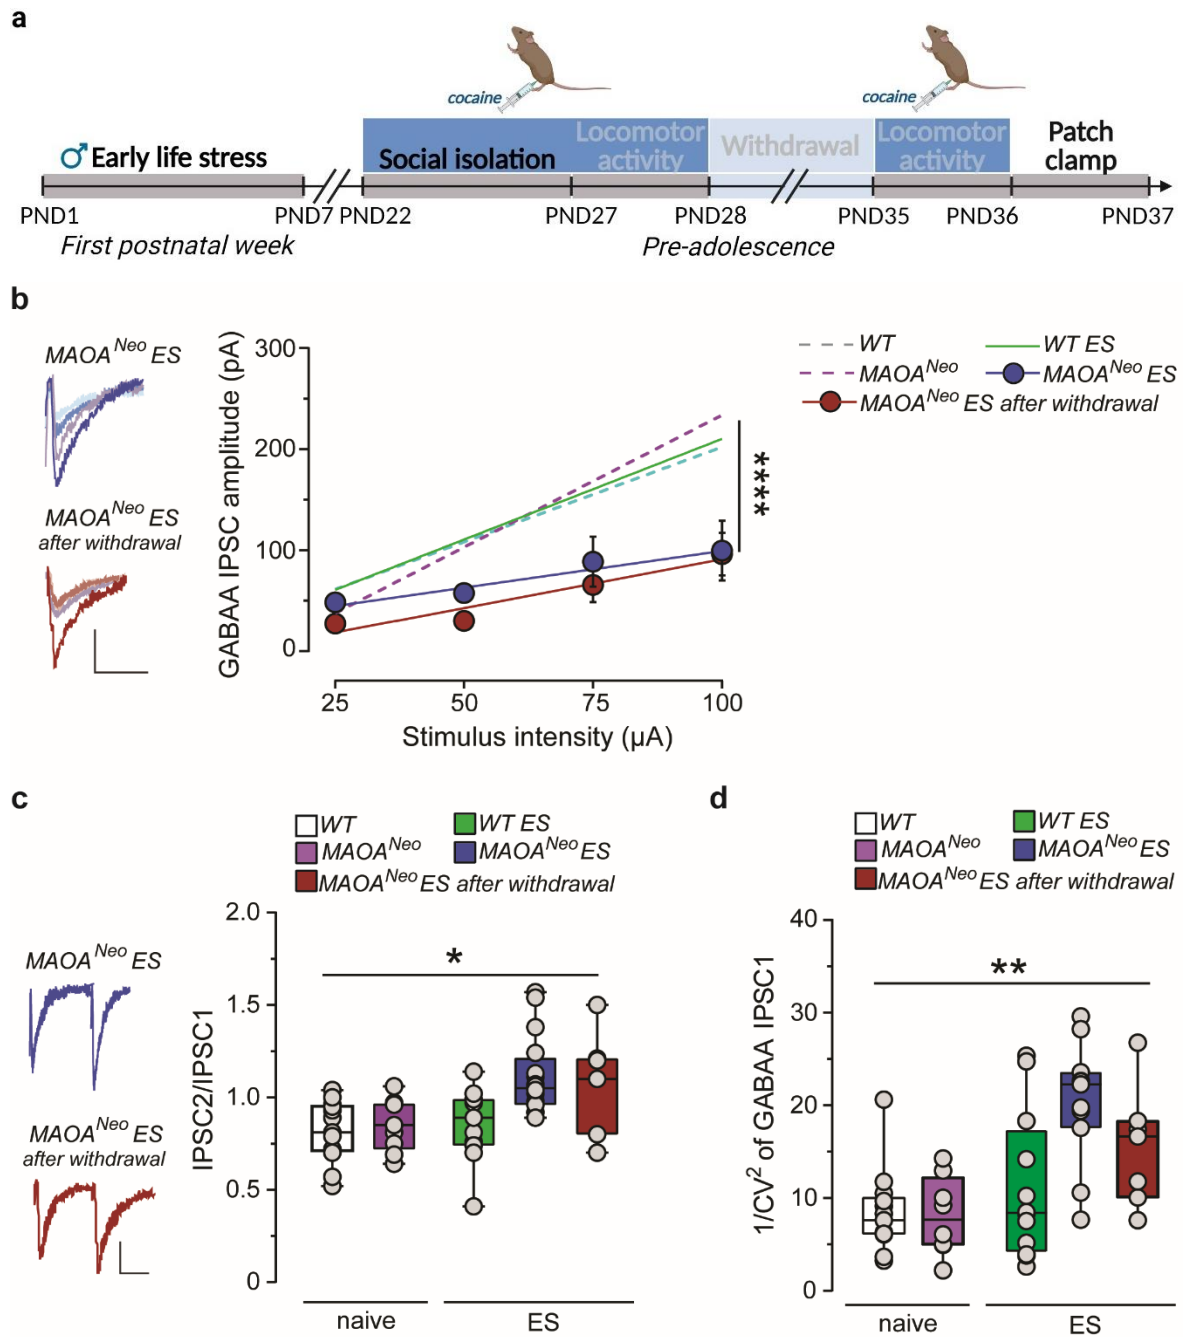 a
cocaine
cocaine
♂ Early life stress
Social isolation
Locomotor
activity
Withdrawal
Locomotor
activity
Patch
clamp
PND1
PND7
PND22
PND27
PND28
PND35
PND36
PND37
First postnatal week
Pre-adolescence
b
MAOA^Neo ES
MAOA^Neo ES
after withdrawal
GABAA IPSC amplitude (pA)
300
200
100
0
25
50
75
100
Stimulus intensity (µA)
WT
WT ES
MAOA^Neo
MAOA^Neo ES
MAOA^Neo ES after withdrawal
****
c
WT
WT ES
MAOA^Neo
MAOA^Neo ES
MAOA^Neo ES after withdrawal
MAOA^Neo ES
MAOA^Neo ES
after withdrawal
IPSC2/IPSC1
2.0
1.5
1.0
0.5
0
*
naive
ES
d
WT
WT ES
MAOA^Neo
MAOA^Neo ES
MAOA^Neo ES after withdrawal
1/CV² of GABAA IPSC1
40
30
20
10
0
**
naive
ES